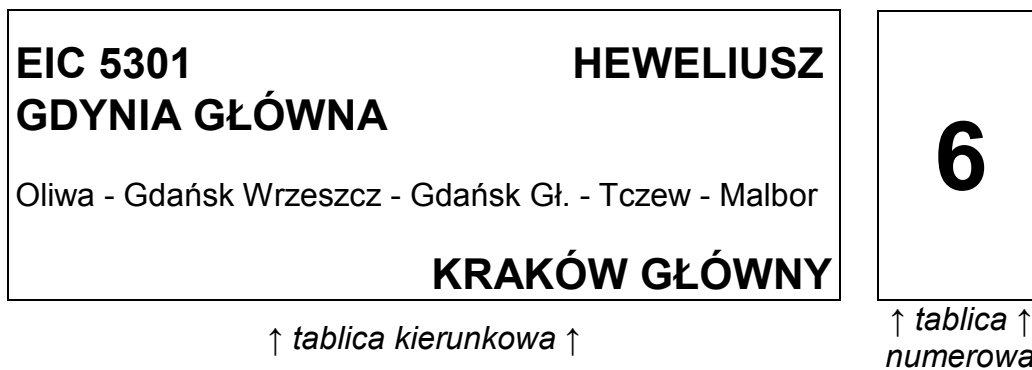 EIC 5301 HEWELIUSZ
GDYNIA GŁÓWNA
Oliwa - Gdańsk Wrzeszcz - Gdańsk Gł. - Tczew - Malbor
KRAKÓW GŁÓWNY
6
↑ tablica kierunkowa ↑
↑ tablica ↑
numerowa